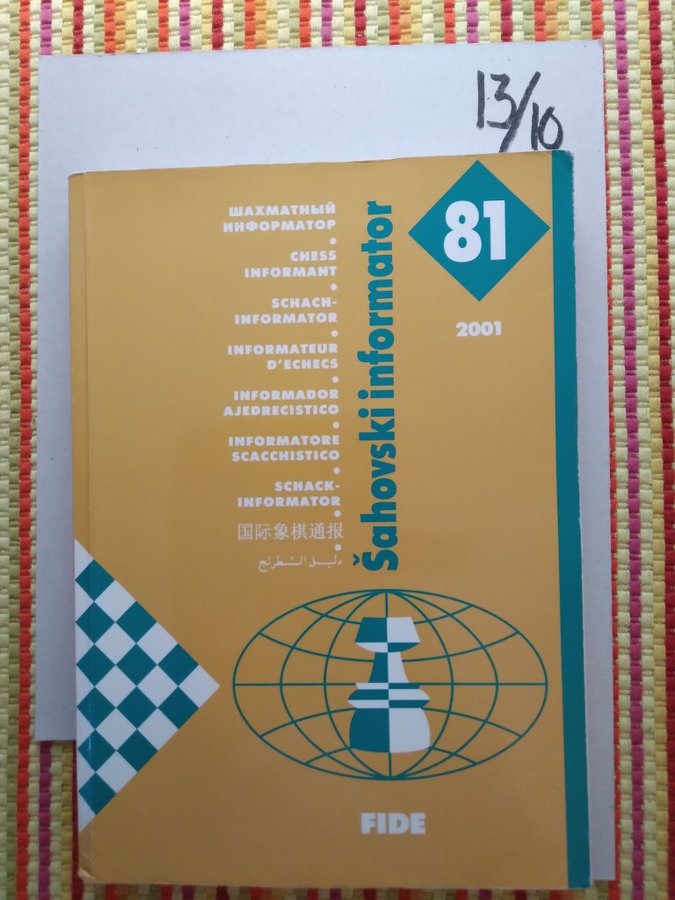 13/10
81
2001
Šahovski informator
ШАХМАТНЫЙ
ИНФОРМАТОР
CHESS
INFORMANT
SCHACH-
INFORMATOR
INFORMATEUR
D'ECHECS
INFORMADOR
AJEDRECISTICO
INFORMATORE
SCACCHISTICO
SCHACK-
INFORMATOR
国际象棋通报
دليل الشطرنج
FIDE